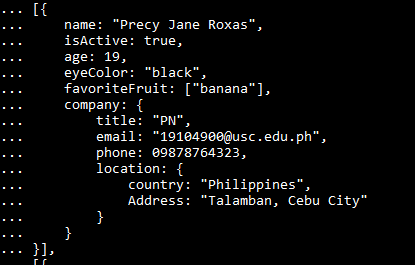 ... [{
...     name: "Precy Jane Roxas",
...     isActive: true,
...     age: 19,
...     eyeColor: "black",
...     favoriteFruit: ["banana"],
...     company: {
...         title: "PN",
...         email: "19104900@usc.edu.ph",
...         phone: 09878764323,
...         location: {
...             country: "Philippines",
...             Address: "Talamban, Cebu City"
...         }
...     }
... }],
... [{